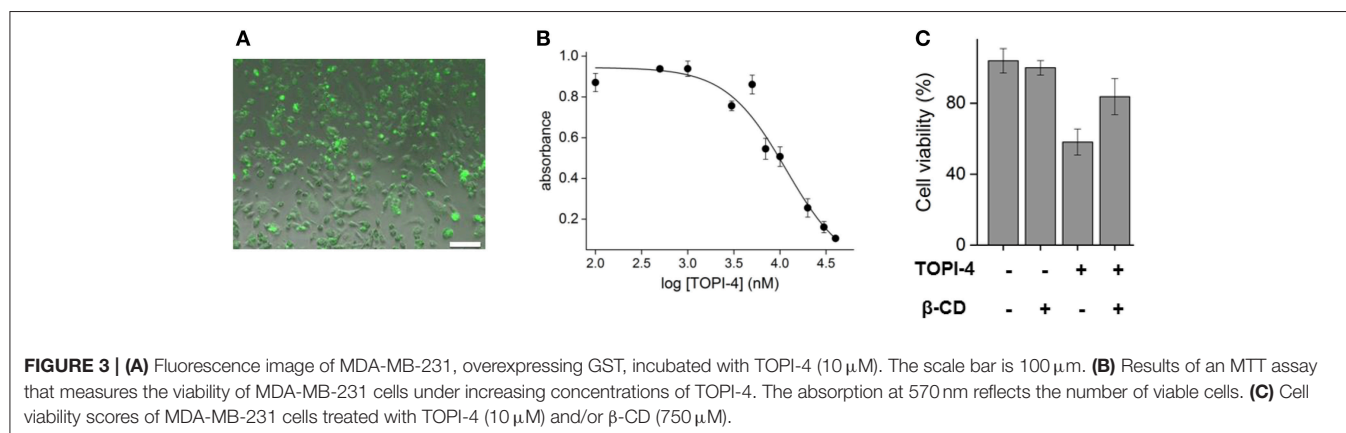 A
B
C
1.0
0.8
0.6
0.4
0.2
absorbance
2.0 2.5 3.0 3.5 4.0 4.5
log [TOPI-4] (nM)
80
40
0
Cell viability (%)
TOPI-4 - - + +
β-CD - + - +
FIGURE 3 | (A) Fluorescence image of MDA-MB-231, overexpressing GST, incubated with TOPI-4 (10 μM). The scale bar is 100 μm. (B) Results of an MTT assay
that measures the viability of MDA-MB-231 cells under increasing concentrations of TOPI-4. The absorption at 570 nm reflects the number of viable cells. (C) Cell
viability scores of MDA-MB-231 cells treated with TOPI-4 (10 μM) and/or β-CD (750 μM).